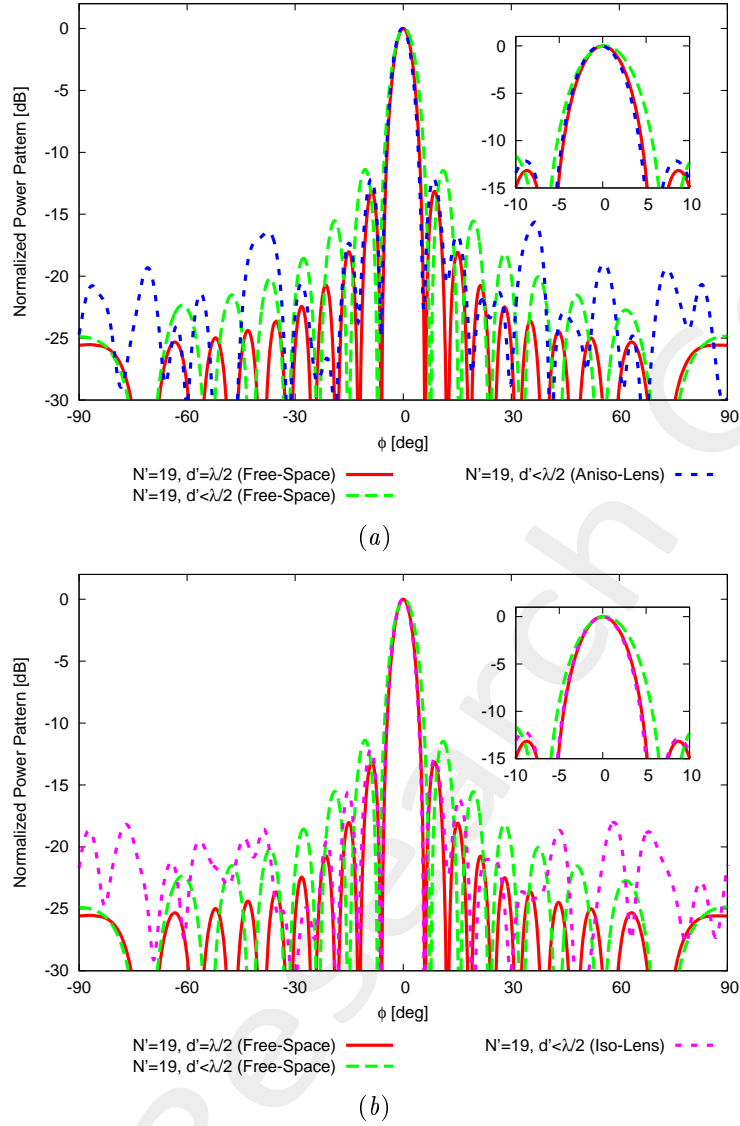 0
-5
-10
-15
-20
-25
-30
Normalized Power Pattern [dB]
-90 -60 -30 0 30 60 90
ϕ [deg]
0
-5
-10
-15
-10 -5 0 5 10
N'=19, d'=λ/2 (Free-Space)
N'=19, d'<λ/2 (Free-Space)
N'=19, d'<λ/2 (Aniso-Lens)
(a)
0
-5
-10
-15
-20
-25
-30
Normalized Power Pattern [dB]
-90 -60 -30 0 30 60 90
ϕ [deg]
0
-5
-10
-15
-10 -5 0 5 10
N'=19, d'=λ/2 (Free-Space)
N'=19, d'<λ/2 (Free-Space)
N'=19, d'<λ/2 (Iso-Lens)
(b)
Research C